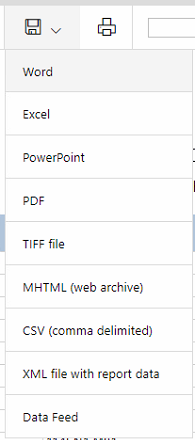 Word
Excel
PowerPoint
PDF
TIFF file
MHTML (web archive)
CSV (comma delimited)
XML file with report data
Data Feed